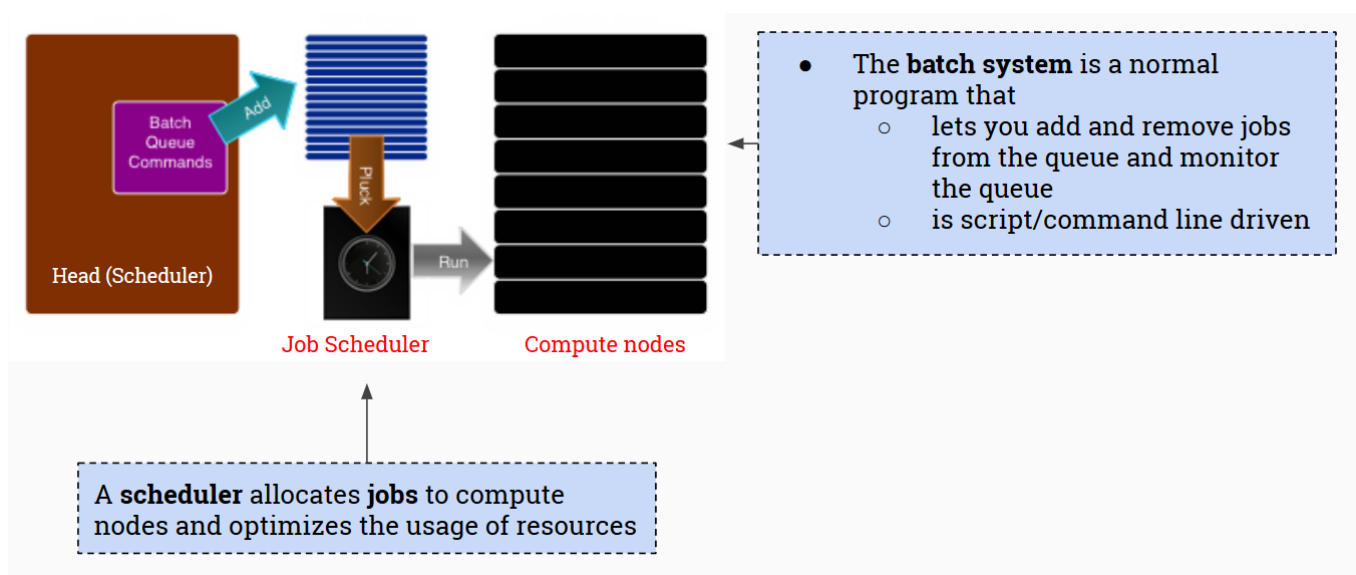 Batch
Queue
Commands
Add
Pluck
Run
Head (Scheduler)
Job Scheduler
Compute nodes
● The batch system is a normal
program that
○ lets you add and remove jobs
from the queue and monitor
the queue
○ is script/command line driven
A scheduler allocates jobs to compute
nodes and optimizes the usage of resources